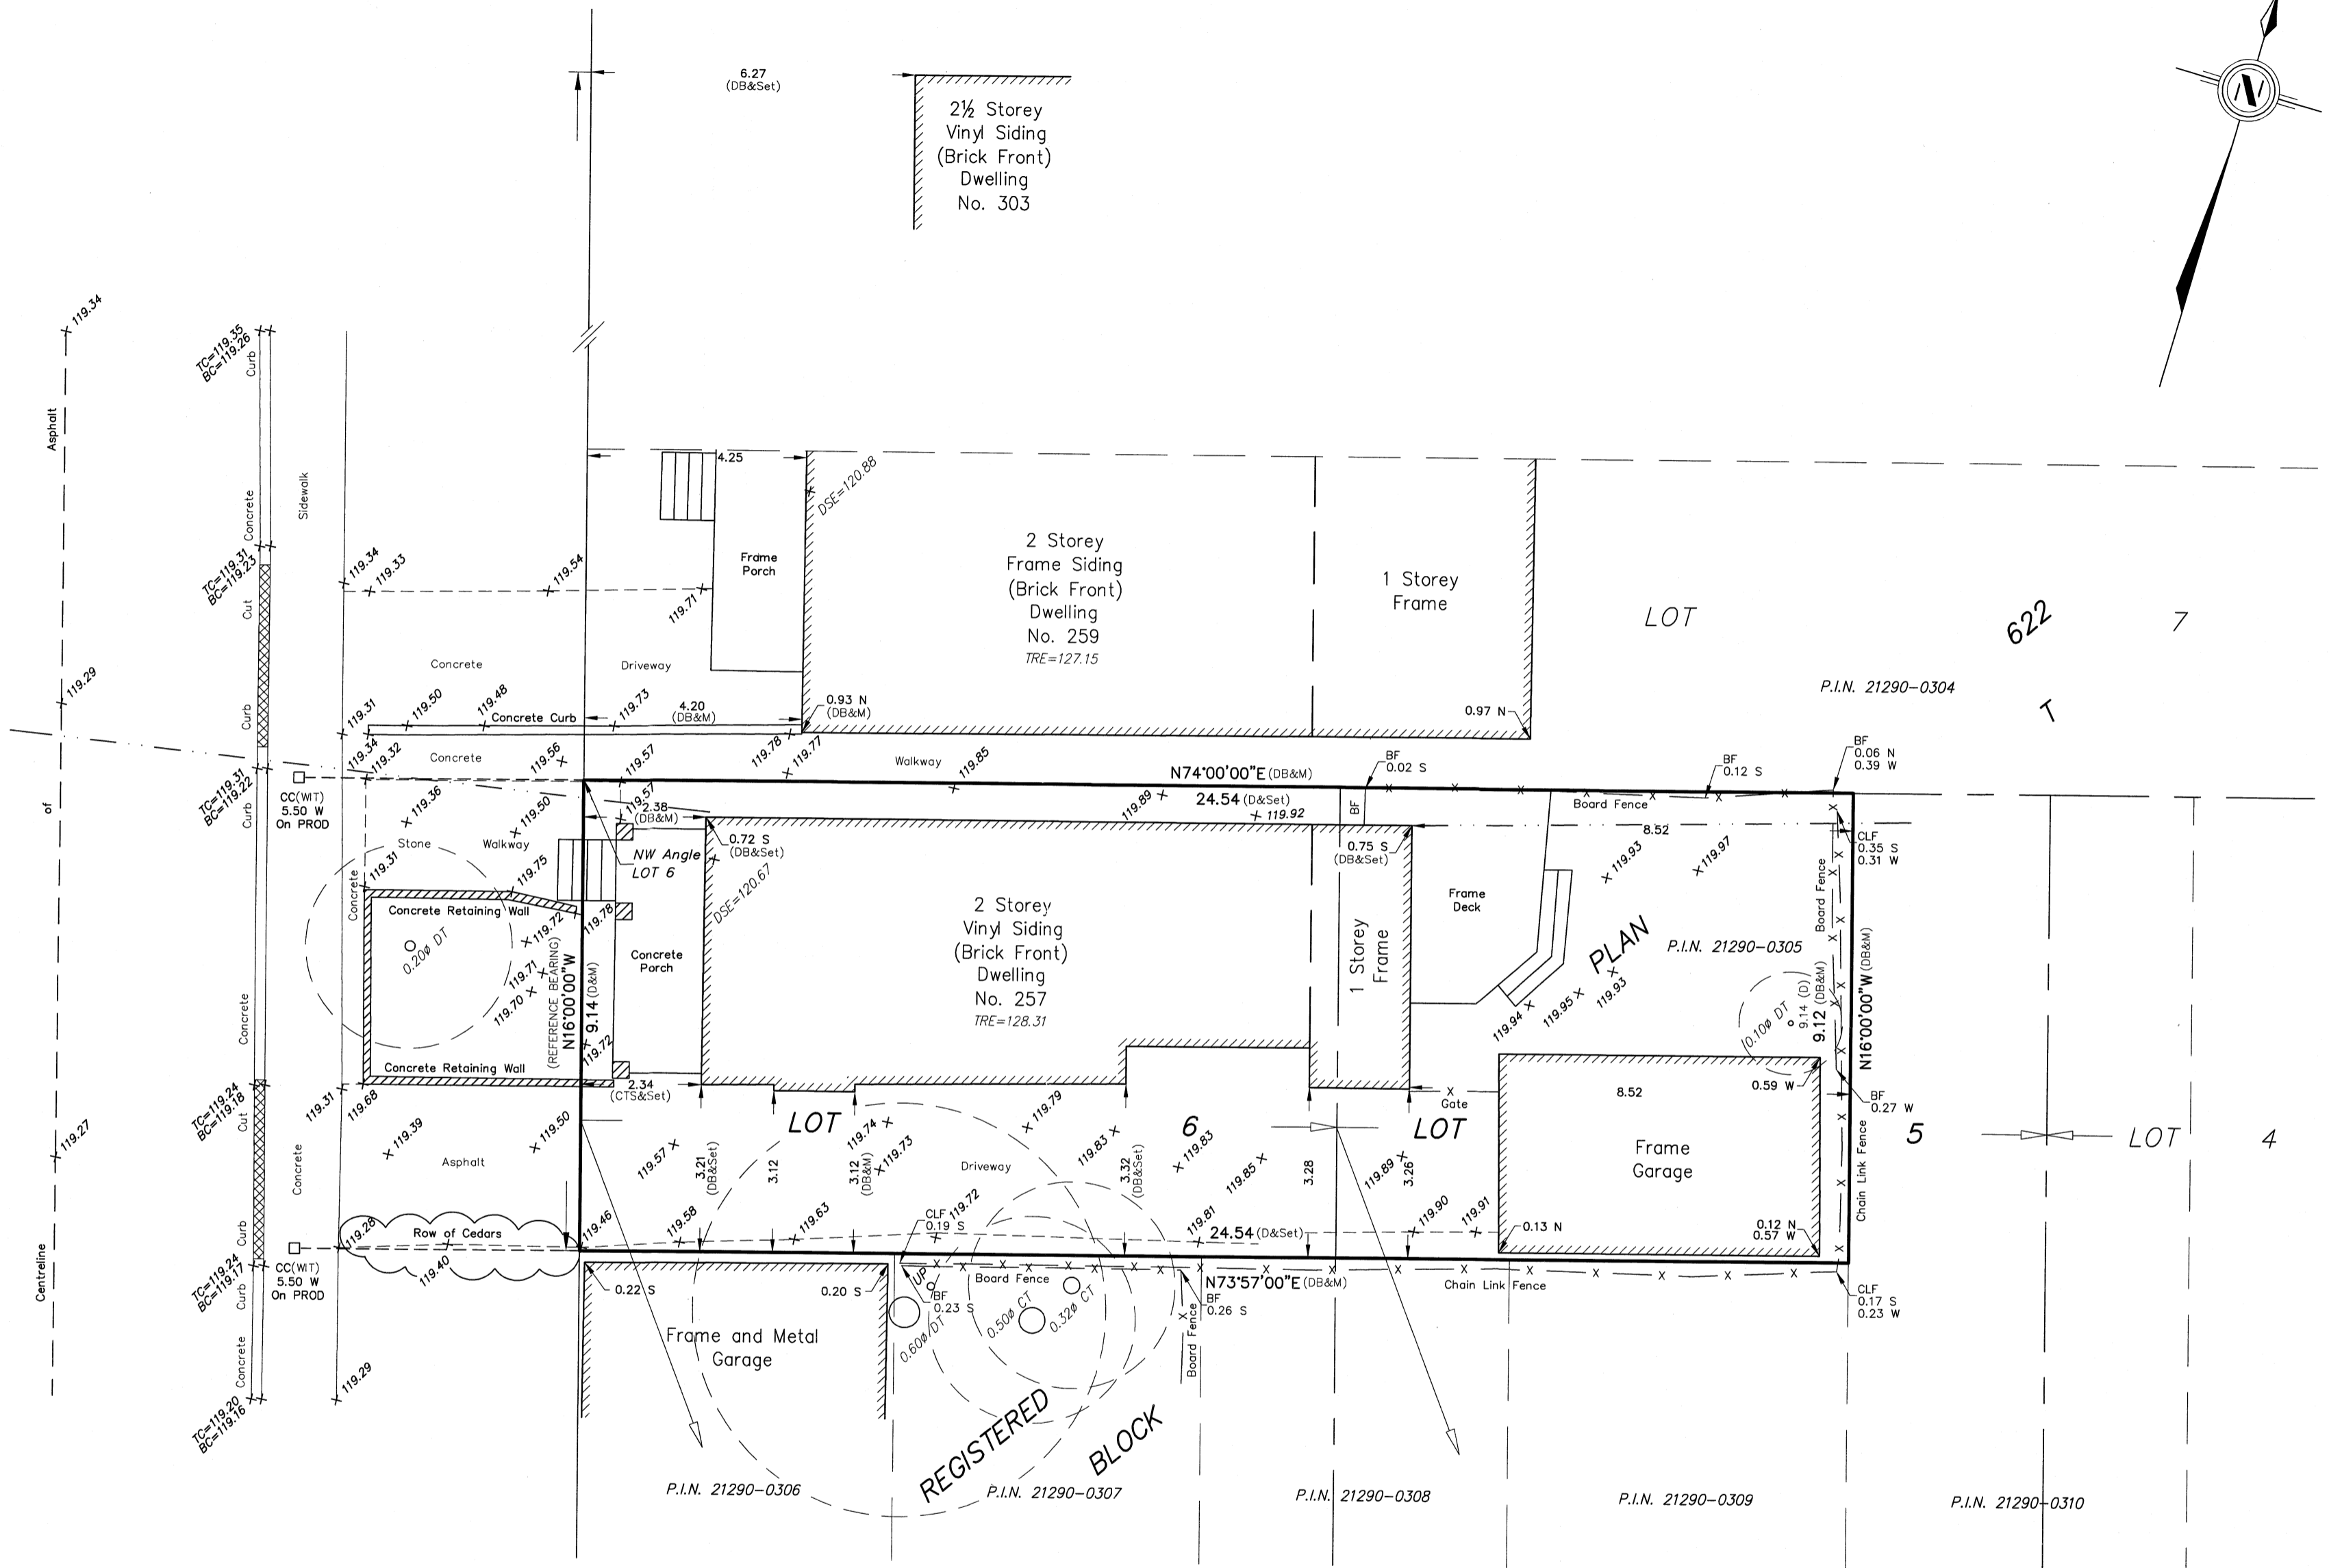 N
6.27
(DB&Set)
2½ Storey
Vinyl Siding
(Brick Front)
Dwelling
No. 303
119.34
TC=119.35
BC=119.26
Curb
Asphalt
Sidewalk
Concrete
TC=119.31
BC=119.23
Cut
Curb
119.34
119.33
119.54
119.71
4.25
DSE=120.88
Frame
Porch
2 Storey
Frame Siding
(Brick Front)
Dwelling
No. 259
TRE=127.15
1 Storey
Frame
LOT
622
7
P.I.N. 21290-0304
T
119.29
Concrete
Driveway
119.31
119.50
119.48
119.73
Concrete Curb
4.20
(DB&M)
0.93 N
(DB&M)
0.97 N
119.34
119.32
Concrete
119.56
119.57
119.78
119.77
Walkway
119.85
N74°00'00"E (DB&M)
24.54 (D&Set)
BF
0.02 S
BF
0.12 S
BF
0.06 N
0.39 W
of
TC=119.31
BC=119.22
Curb
CC(WIT)
5.50 W
On PROD
119.36
119.50
119.57
2.38
(DB&M)
0.72 S
(DB&Set)
NW Angle
LOT 6
119.89
119.92
BF
Board Fence
8.52
CLF
0.35 S
0.31 W
0.75 S
(DB&Set)
Stone
Walkway
119.31
119.75
Concrete
Concrete Retaining Wall
119.72
119.78
DSE=120.67
0.20ø DT
119.71
119.70
(REFERENCE BEARING)
N16°00'00"W
9.14 (D&M)
119.72
Concrete
Porch
2 Storey
Vinyl Siding
(Brick Front)
Dwelling
No. 257
TRE=128.31
1 Storey
Frame
Frame
Deck
119.93
119.97
Board Fence
PLAN
P.I.N. 21290-0305
119.94
119.95
119.93
0.10ø DT
9.14 (D)
9.12 (DB&M)
N16°00'00"W (DB&M)
Concrete
Concrete Retaining Wall
TC=119.24
BC=119.18
Cut
119.31
119.68
2.34
(CTS&Set)
LOT
6
LOT
Gate
0.59 W
8.52
BF
0.27 W
5
LOT
4
119.27
Concrete
119.39
119.50
Asphalt
119.57
3.21
(DB&Set)
3.12
119.74
119.73
3.12
(DB&M)
119.79
Driveway
119.83
119.83
3.32
(DB&Set)
119.85
3.28
119.89
3.26
Frame
Garage
Chain Link Fence
Curb
119.28
Row of Cedars
119.40
119.46
119.58
119.63
CLF
0.19 S
119.72
119.81
24.54 (D&Set)
119.90
119.91
0.13 N
0.12 N
0.57 W
TC=119.24
BC=119.17
Curb
CC(WIT)
5.50 W
On PROD
0.22 S
0.20 S
UP
Board Fence
BF
0.23 S
N73°57'00"E (DB&M)
BF
0.26 S
Chain Link Fence
CLF
0.17 S
0.23 W
Centreline
Concrete
119.29
TC=119.20
BC=119.16
Frame and Metal
Garage
0.60ø DT
0.50ø CT
0.32ø CT
Board Fence
REGISTERED
BLOCK
P.I.N. 21290-0306
P.I.N. 21290-0307
P.I.N. 21290-0308
P.I.N. 21290-0309
P.I.N. 21290-0310